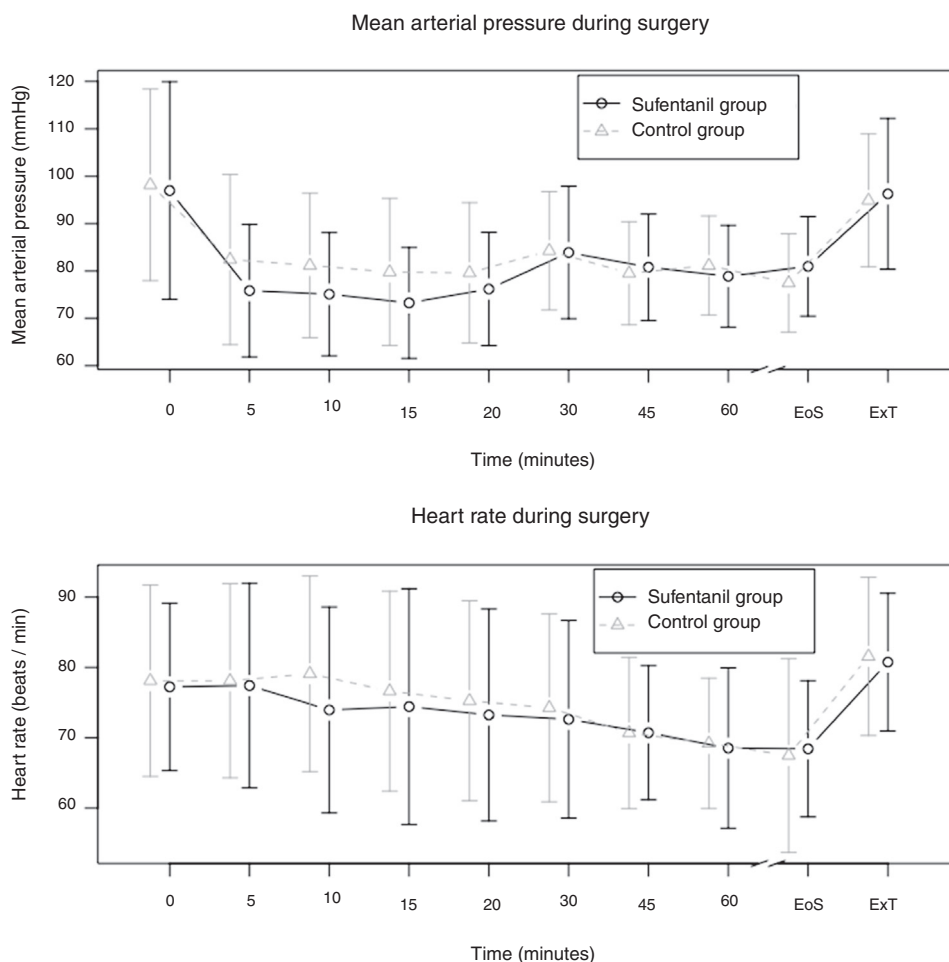 Mean arterial pressure during surgery
Mean arterial pressure (mmHg)
120
110
100
90
80
70
60
Sufentanil group
Control group
0 5 10 15 20 30 45 60 EoS ExT
Time (minutes)
Heart rate during surgery
Heart rate (beats / min)
90
80
70
60
Sufentanil group
Control group
0 5 10 15 20 30 45 60 EoS ExT
Time (minutes)